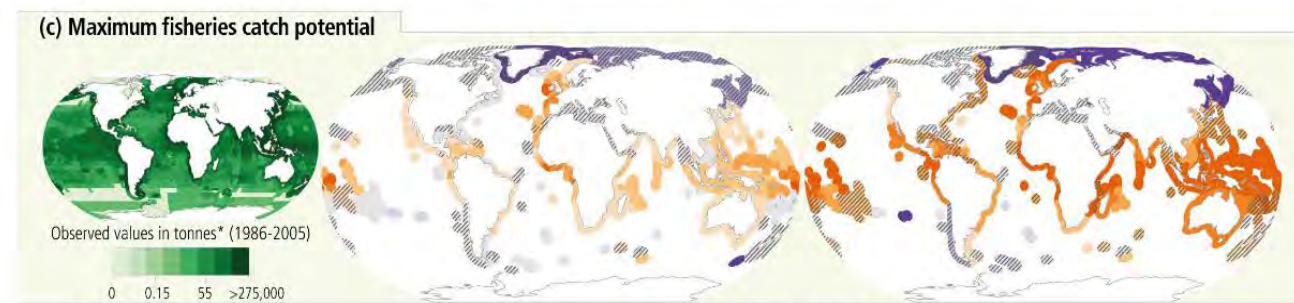 (c) Maximum fisheries catch potential
Observed values in tonnes* (1986-2005)
0 0.15 55 >275,000